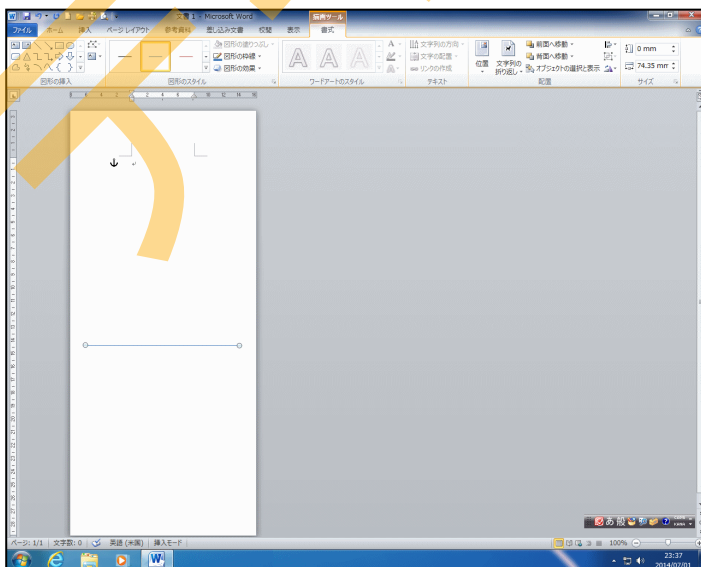 文書 1 - Microsoft Word
描画ツール
ファイル ホーム 挿入 ページ レイアウト 参考資料 差し込み文書 校閲 表示 書式
図形の塗りつぶし
図形の枠線
図形の効果
文字列の方向
文字の配置
リンクの作成
位置
文字列の
折り返し
前面へ移動
背面へ移動
オブジェクトの選択と表示
0 mm
74.35 mm
図形の挿入 図形のスタイル ワードアートのスタイル テキスト 配置 サイズ
あ 般
KANA
ページ: 1/1 文字数: 0 英語 (米国) 挿入モード 100%
23:37
2014/07/01